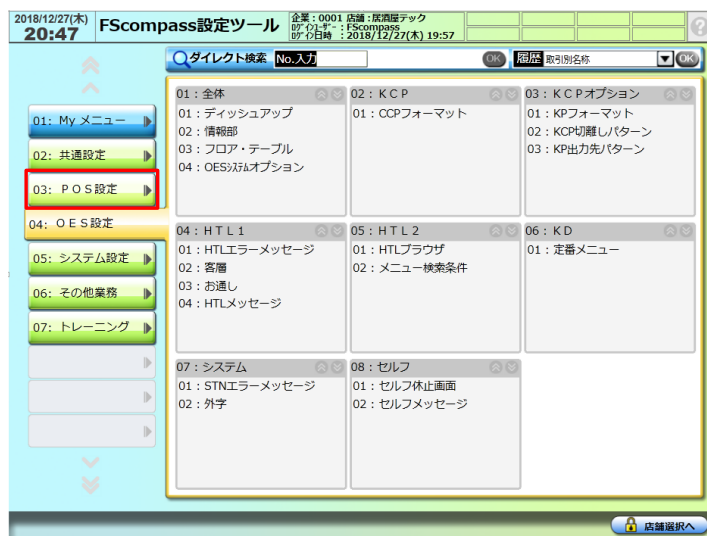 2018/12/27(木)
20:47
FScompass設定ツール
企業：0001 店舗：居酒屋テック
ﾛｸﾞｲﾝﾕｰｻﾞｰ：FScompass
ﾛｸﾞｲﾝ日時 ：2018/12/27(木) 19:57
ダイレクト検索 No.入力 OK 履歴 取引別名称 OK
01: My メニュー
02: 共通設定
03: ＰＯＳ設定
04: ＯＥＳ設定
05: システム設定
06: その他業務
07: トレーニング
01：全体
01：ディッシュアップ
02：情報部
03：フロア・テーブル
04：OESｼｽﾃﾑオプション
02：ＫＣＰ
01：CCPフォーマット
03：ＫＣＰオプション
01：KPフォーマット
02：KCP切離しパターン
03：KP出力先パターン
04：ＨＴＬ１
01：HTLエラーメッセージ
02：客層
03：お通し
04：HTLメッセージ
05：ＨＴＬ２
01：HTLブラウザ
02：メニュー検索条件
06：ＫＤ
01：定番メニュー
07：システム
01：STNエラーメッセージ
02：外字
08：セルフ
01：セルフ休止画面
02：セルフメッセージ
店舗選択へ